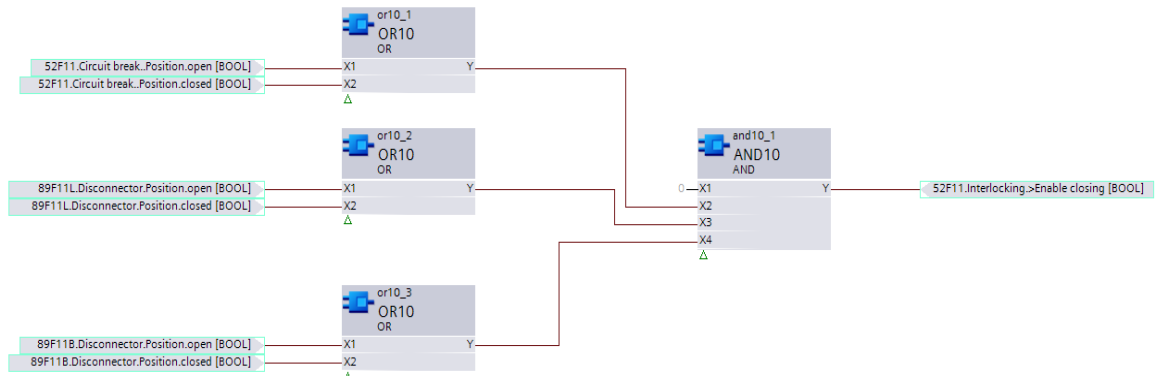 or10_1
OR10
OR
52F11.Circuit break..Position.open [BOOL]
X1
Y
52F11.Circuit break..Position.closed [BOOL]
X2
or10_2
OR10
OR
89F11L.Disconnector.Position.open [BOOL]
X1
Y
89F11L.Disconnector.Position.closed [BOOL]
X2
and10_1
AND10
AND
0
X1
Y
52F11.Interlocking.>Enable closing [BOOL]
X2
X3
X4
or10_3
OR10
OR
89F11B.Disconnector.Position.open [BOOL]
X1
Y
89F11B.Disconnector.Position.closed [BOOL]
X2